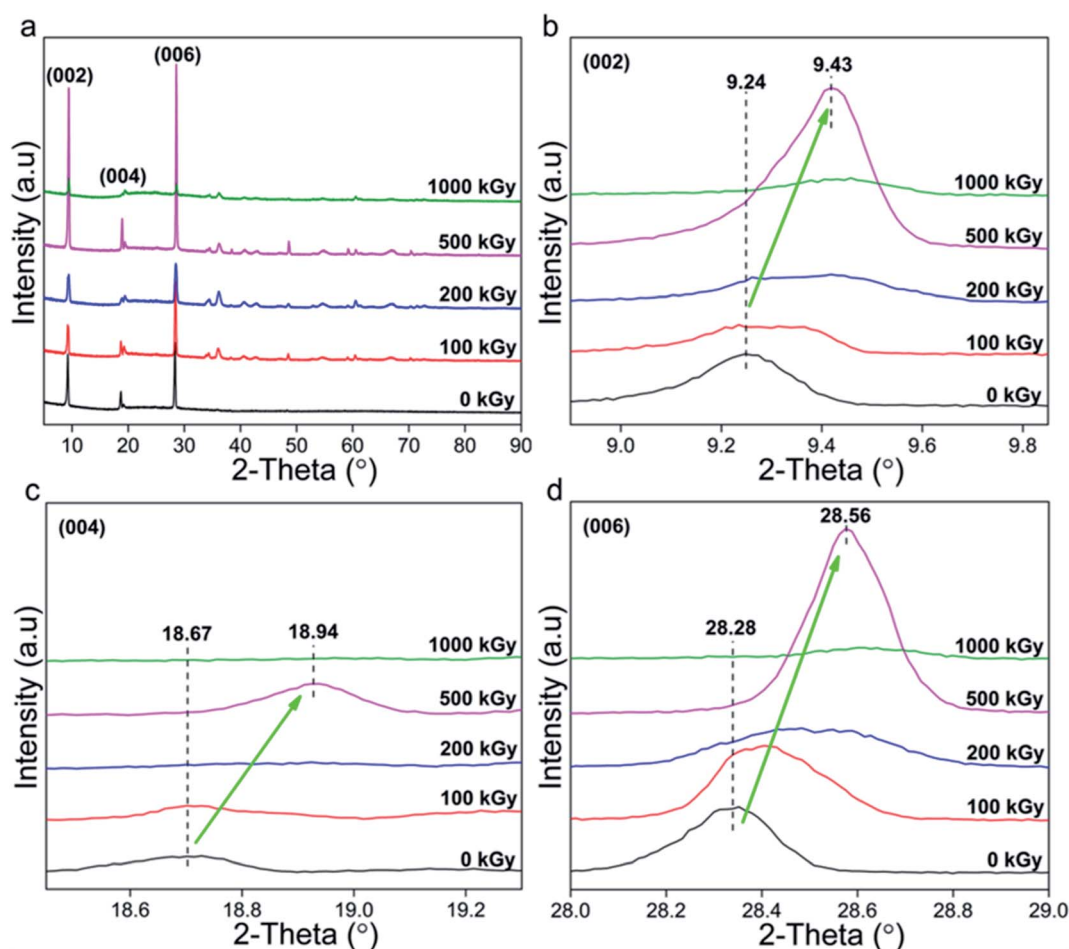 a
(002)
(006)
(004)
1000 kGy
500 kGy
200 kGy
100 kGy
0 kGy
Intensity (a.u)
10 20 30 40 50 60 70 80 90
2-Theta (°)
b
(002)
9.24
9.43
1000 kGy
500 kGy
200 kGy
100 kGy
0 kGy
Intensity (a.u)
9.0 9.2 9.4 9.6 9.8
2-Theta (°)
c
(004)
18.67
18.94
1000 kGy
500 kGy
200 kGy
100 kGy
0 kGy
Intensity (a.u)
18.6 18.8 19.0 19.2
2-Theta (°)
d
(006)
28.28
28.56
1000 kGy
500 kGy
200 kGy
100 kGy
0 kGy
Intensity (a.u)
28.0 28.2 28.4 28.6 28.8 29.0
2-Theta (°)